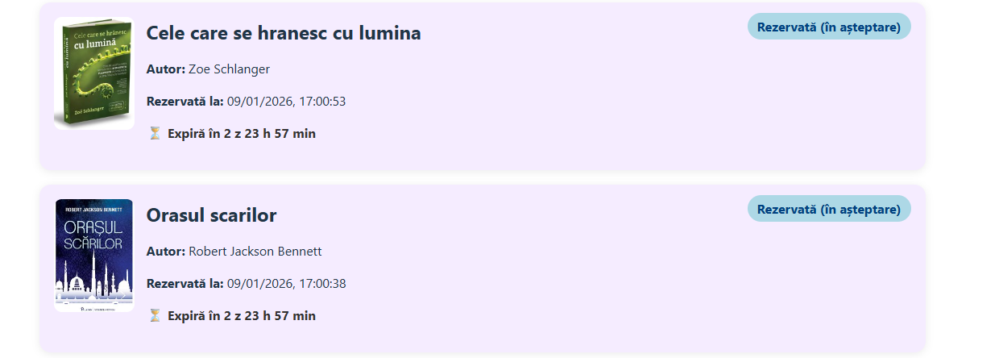 Cele care se hrănesc
cu lumină
Zoë Schlanger
Cele care se hranesc cu lumina
Rezervată (în așteptare)
Autor: Zoe Schlanger
Rezervată la: 09/01/2026, 17:00:53
⏳ Expiră în 2 z 23 h 57 min
ROBERT JACKSON BENNETT
ORAȘUL
SCĂRILOR
Orasul scarilor
Rezervată (în așteptare)
Autor: Robert Jackson Bennett
Rezervată la: 09/01/2026, 17:00:38
⏳ Expiră în 2 z 23 h 57 min